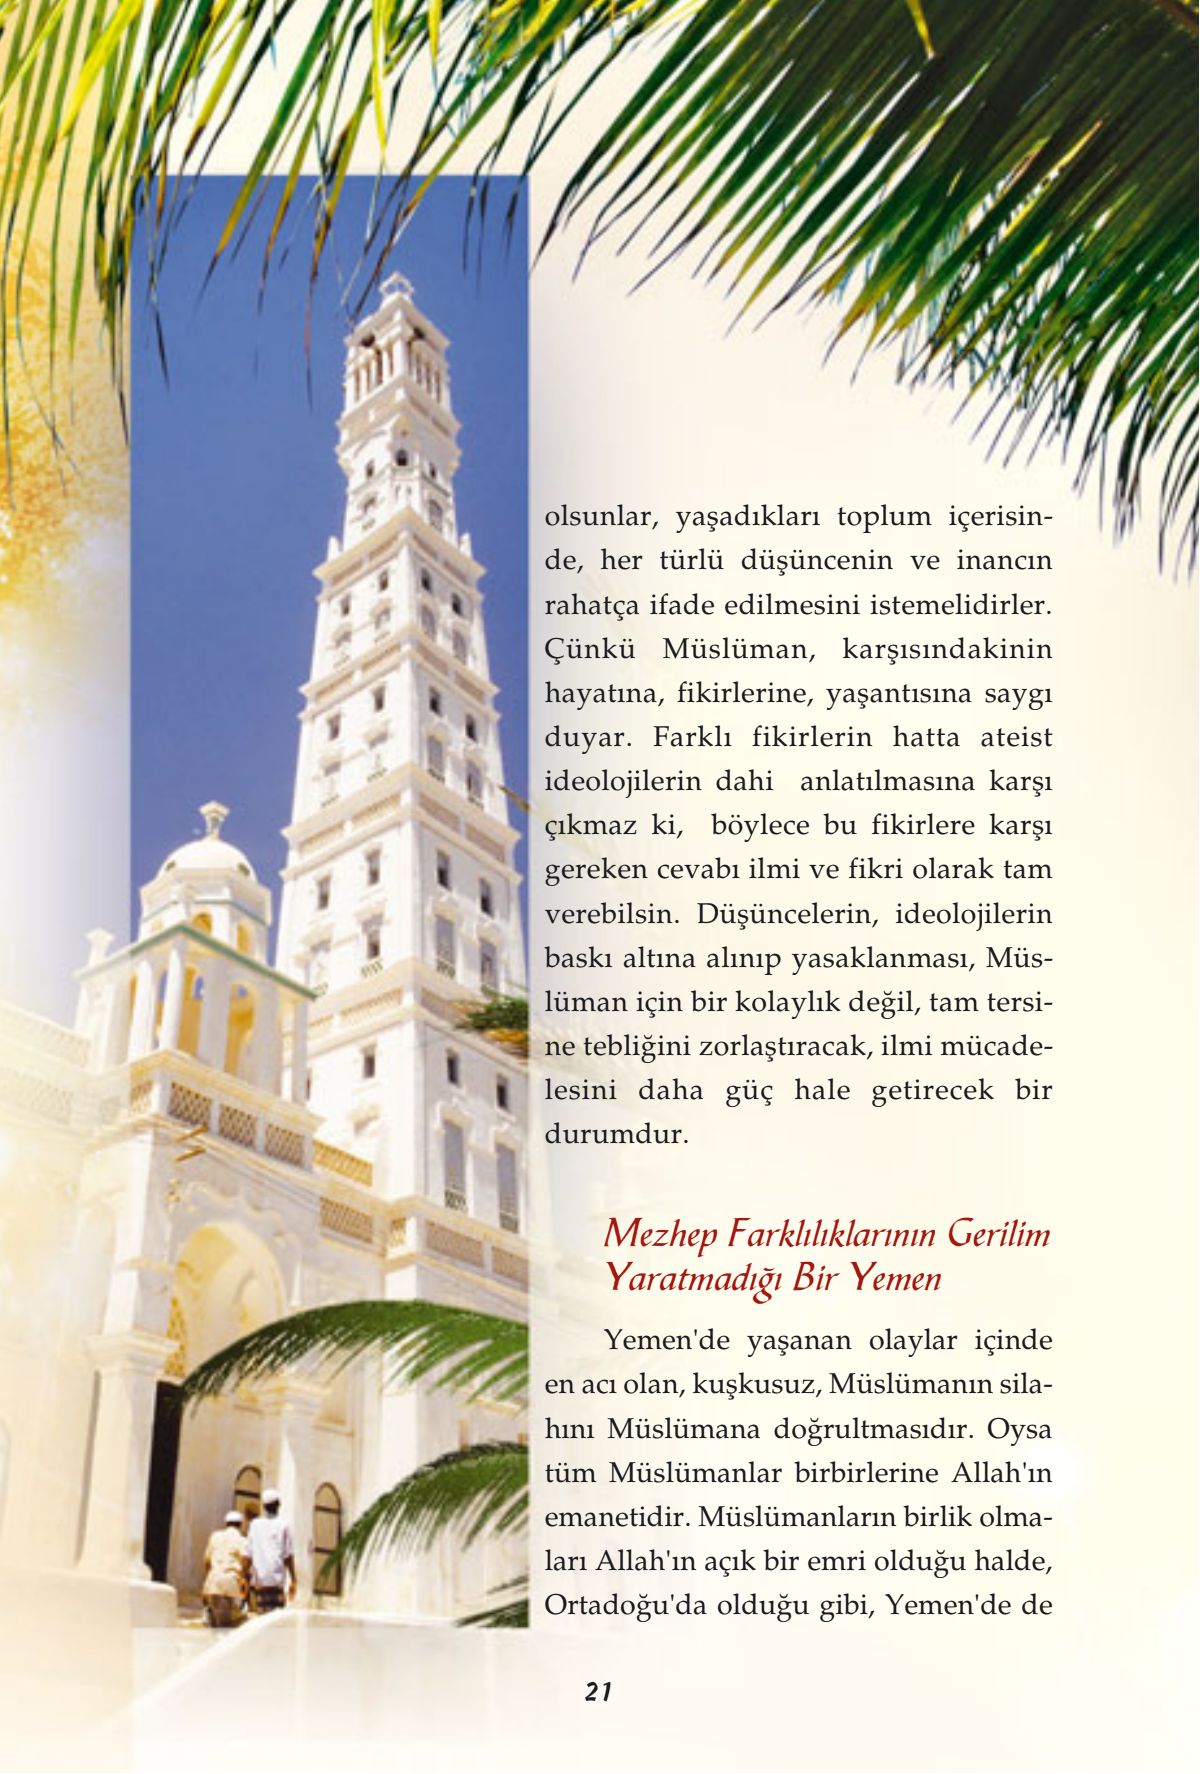 olsunlar, yaşadıkları toplum içerisin-
de, her türlü düşüncenin ve inancın
rahatça ifade edilmesini istemelidirler.
Çünkü Müslüman, karşısındakinin
hayatına, fikirlerine, yaşantısına saygı
duyar. Farklı fikirlerin hatta ateist
ideolojilerin dahi anlatılmasına karşı
çıkmaz ki, böylece bu fikirlere karşı
gereken cevabı ilmi ve fikri olarak tam
verebilsin. Düşüncelerin, ideolojilerin
baskı altına alınıp yasaklanması, Müs-
lüman için bir kolaylık değil, tam tersi-
ne tebliğini zorlaştıracak, ilmi mücade-
lesini daha güç hale getirecek bir
durumdur.
Mezhep Farklılıklarının Gerilim
Yaratmadığı Bir Yemen
Yemen'de yaşanan olaylar içinde
en acı olan, kuşkusuz, Müslümanın sila-
hını Müslümana doğrultmasıdır. Oysa
tüm Müslümanlar birbirlerine Allah'ın
emanetidir. Müslümanların birlik olma-
ları Allah'ın açık bir emri olduğu halde,
Ortadoğu'da olduğu gibi, Yemen'de de
21